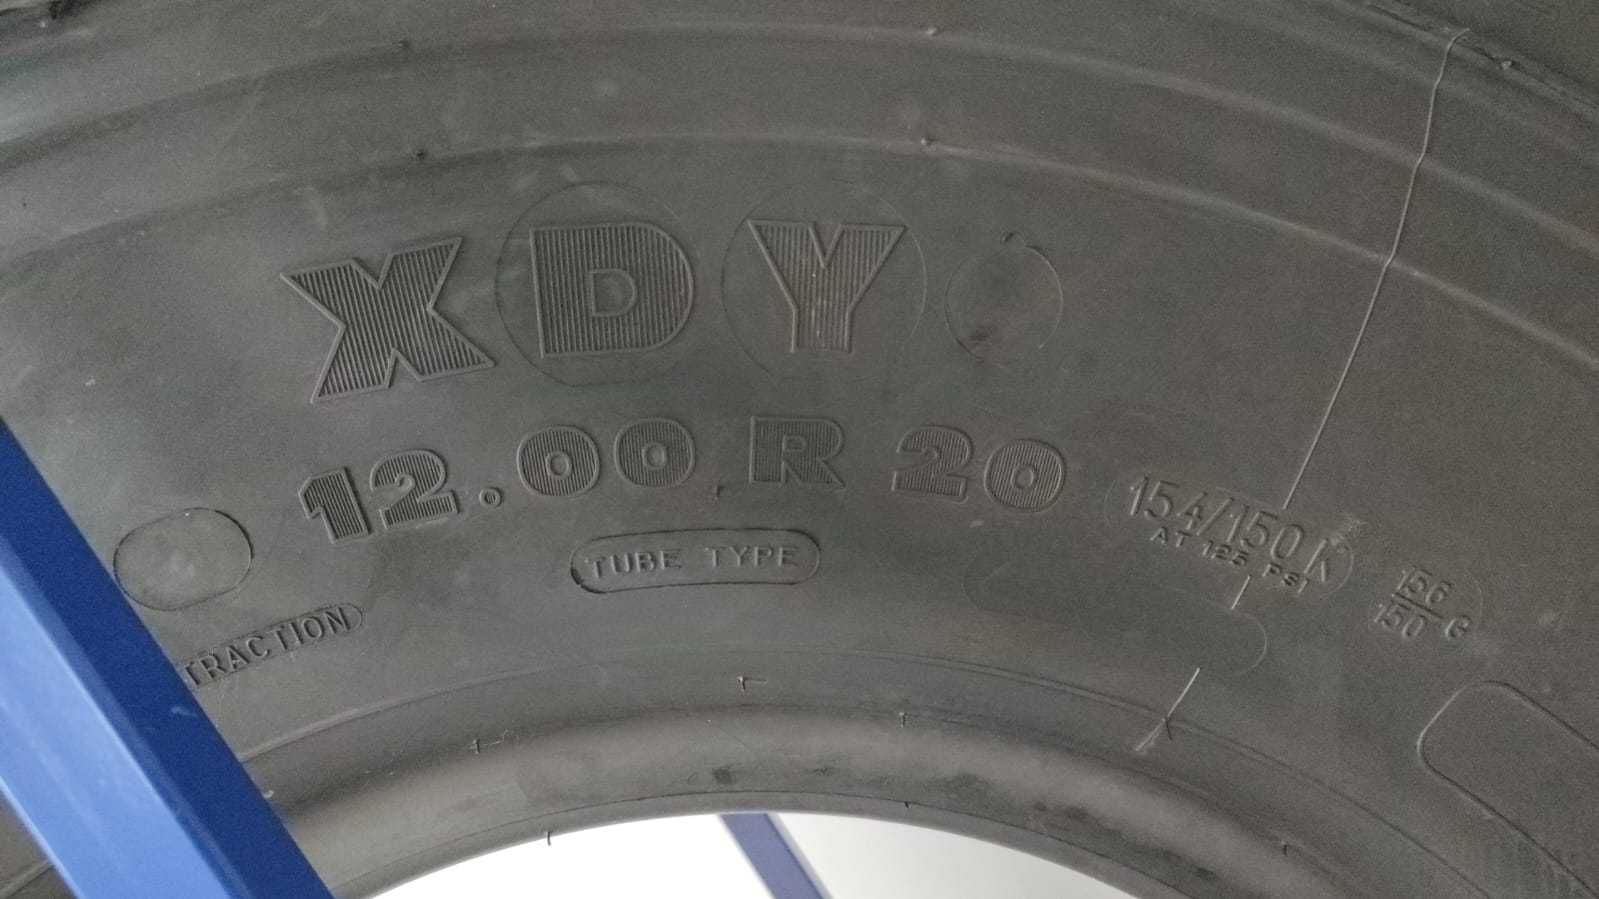 XDY
12.00 R 20
154/150 K
AT 125 PSI
156
150 G
TUBE TYPE
TRACTION